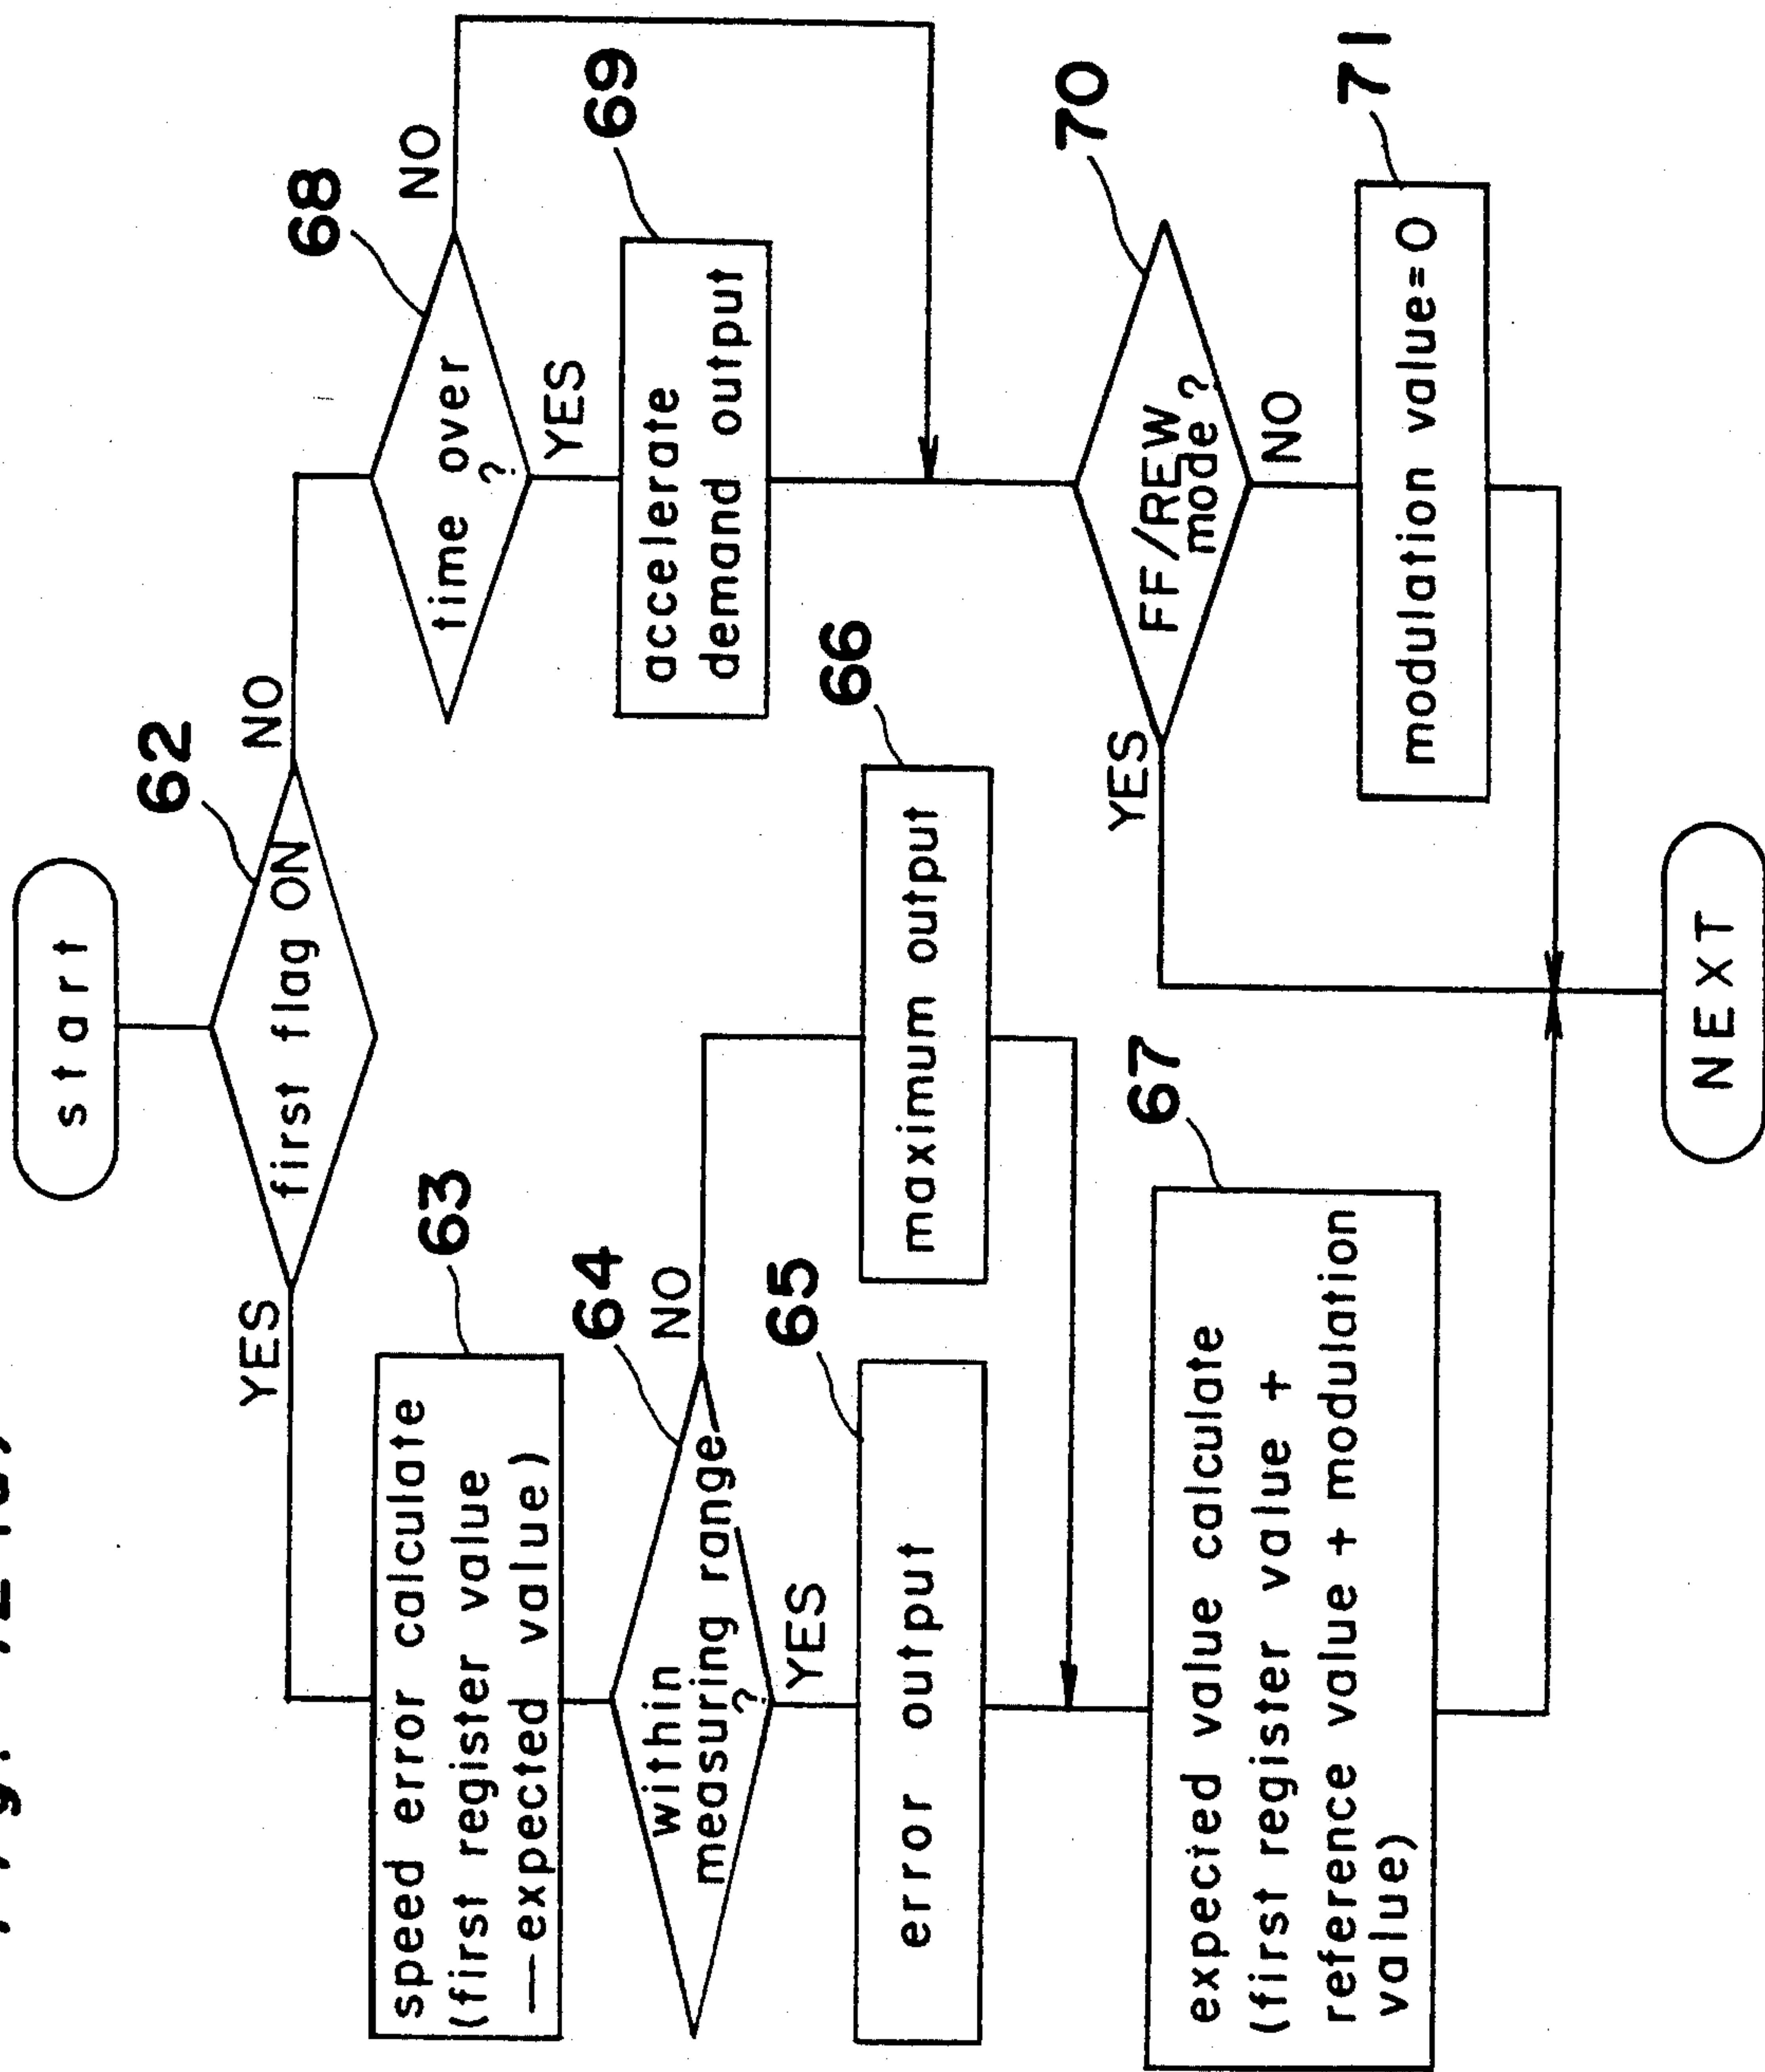 start
62
first flag ON
YES
NO
63
speed error calculate
(first register value
—expected value)
64
within
measuring range
?
NO
YES
65
error output
66
maximum output
67
expected value calculate
(first register value +
reference value + modulation
value)
68
time over
?
NO
YES
69
accelerate
demand output
70
FF/REW
mode?
YES
NO
71
modulation value=0
NEXT